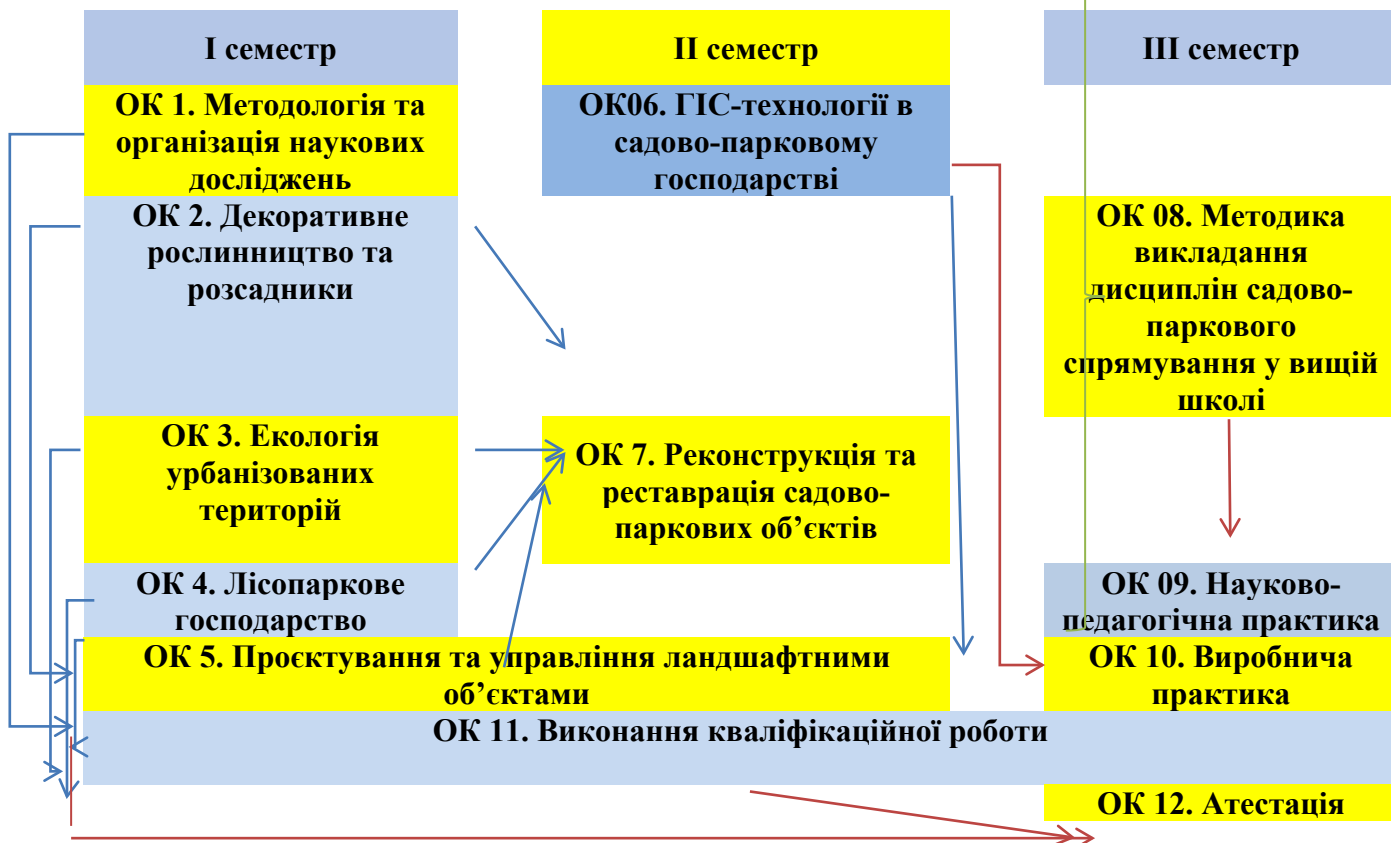 І семестр
ІІ семестр
ІІІ семестр
ОК 1. Методологія та
організація наукових
досліджень
ОК06. ГІС-технології в
садово-парковому
господарстві
ОК 2. Декоративне
рослинництво та
розсадники
ОК 08. Методика
викладання
дисциплін садово-
паркового
спрямування у вищій
школі
ОК 3. Екологія
урбанізованих
територій
ОК 7. Реконструкція та
реставрація садово-
паркових об’єктів
ОК 4. Лісопаркове
господарство
ОК 09. Науково-
педагогічна практика
ОК 5. Проєктування та управління ландшафтними
об’єктами
ОК 10. Виробнича
практика
ОК 11. Виконання кваліфікаційної роботи
ОК 12. Атестація